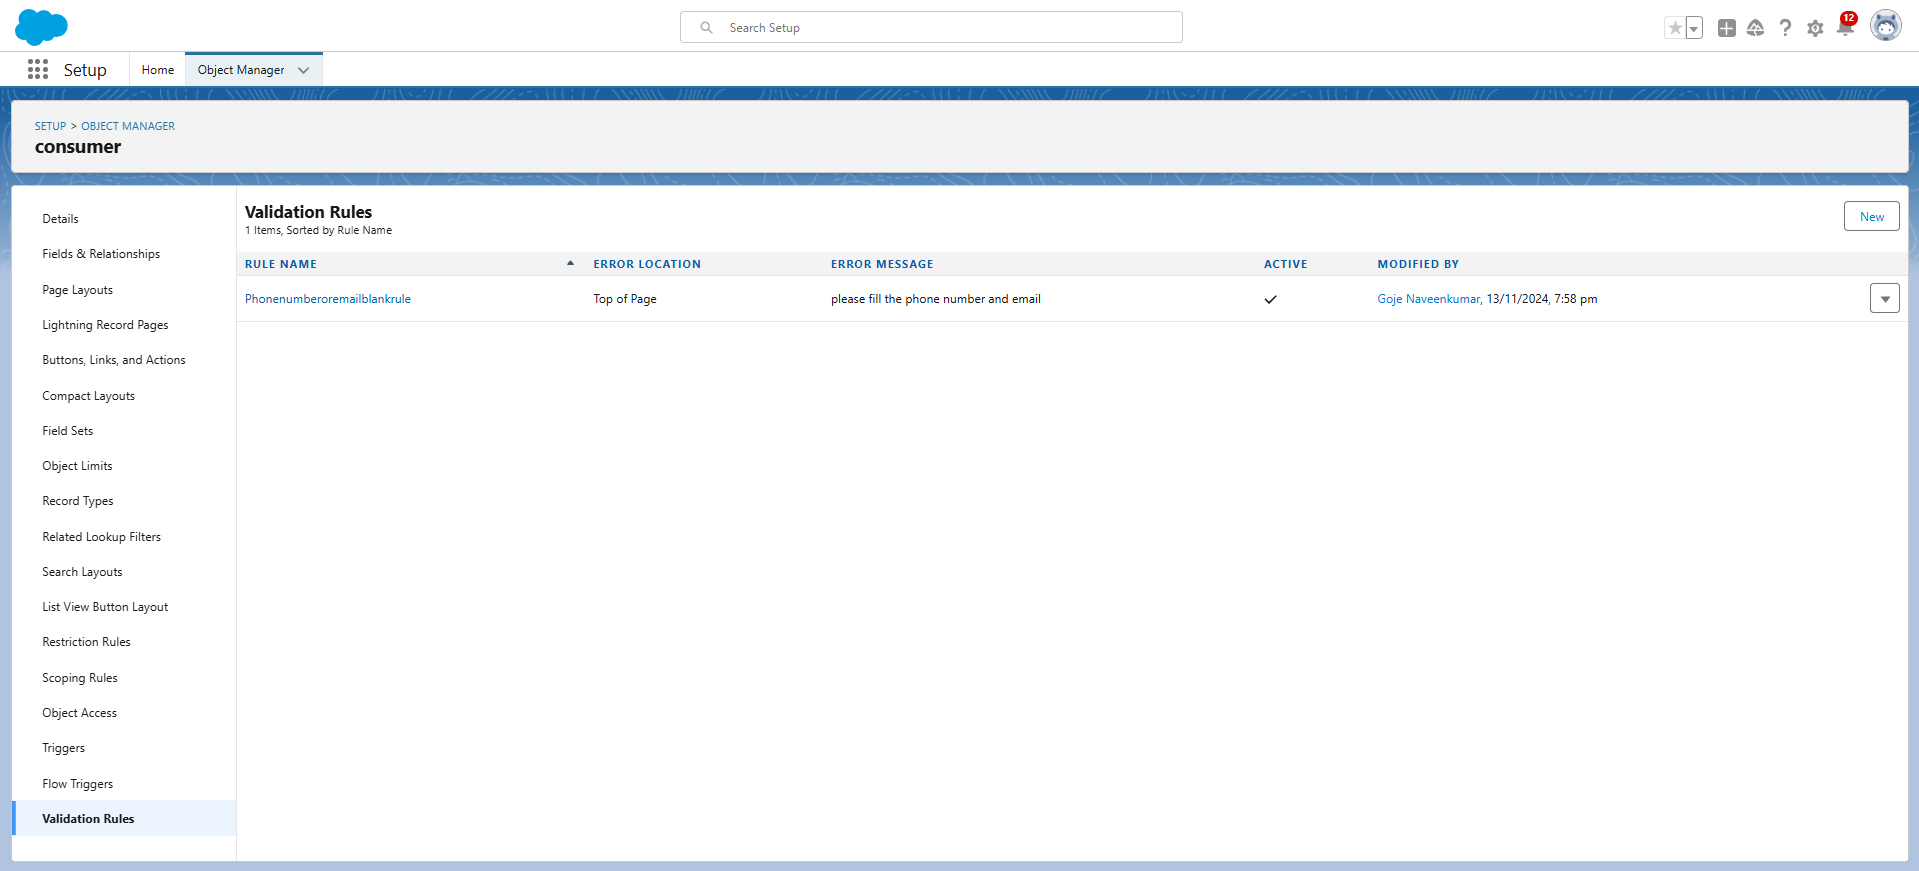 Search Setup
12
Setup
Home
Object Manager
SETUP > OBJECT MANAGER
consumer
Details
Fields & Relationships
Page Layouts
Lightning Record Pages
Buttons, Links, and Actions
Compact Layouts
Field Sets
Object Limits
Record Types
Related Lookup Filters
Search Layouts
List View Button Layout
Restriction Rules
Scoping Rules
Object Access
Triggers
Flow Triggers
Validation Rules
Validation Rules
1 Items, Sorted by Rule Name
New
RULE NAME ERROR LOCATION ERROR MESSAGE ACTIVE MODIFIED BY
Phonenumberoremailblankrule Top of Page please fill the phone number and email Goje Naveenkumar, 13/11/2024, 7:58 pm